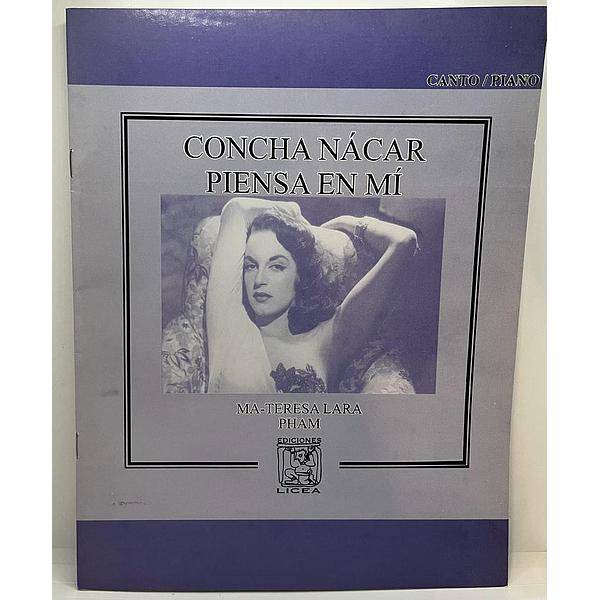 CANTO / PIANO
CONCHA NÁCAR
PIENSA EN MÍ
MA-TERESA LARA
PHAM
EDICIONES
LICEA